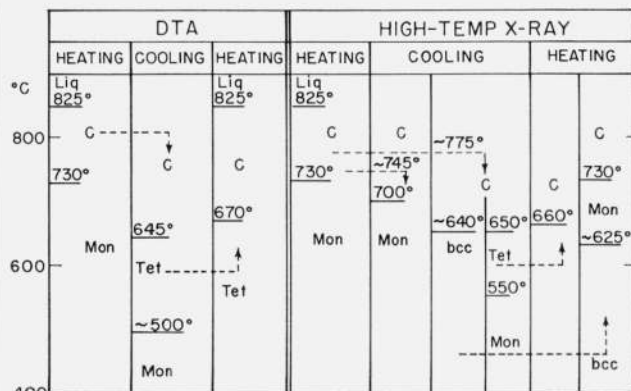 DTA HIGH-TEMP X-RAY
HEATING COOLING HEATING HEATING COOLING HEATING
°C Liq Liq Liq
825° 825° 825°
800 C C C C
C C ~775°
730° 730° ~745° C 730°
700° C
645° 670° ~640° 650° 660° Mon
Mon Mon Mon bcc Tet ~625°
600 Tet Tet 550°
~500° Mon
Mon bcc
400